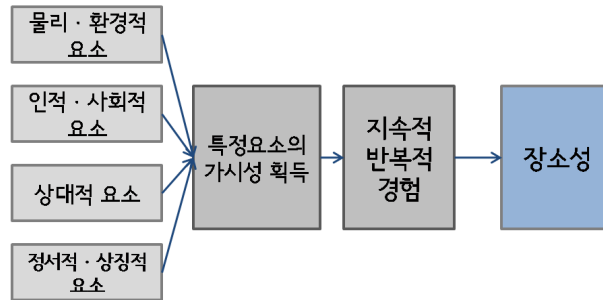 물리 · 환경적
요소
인적 · 사회적
요소
상대적 요소
정서적 · 상징적
요소
특정요소의
가시성 획득
지속적
반복적
경험
장소성